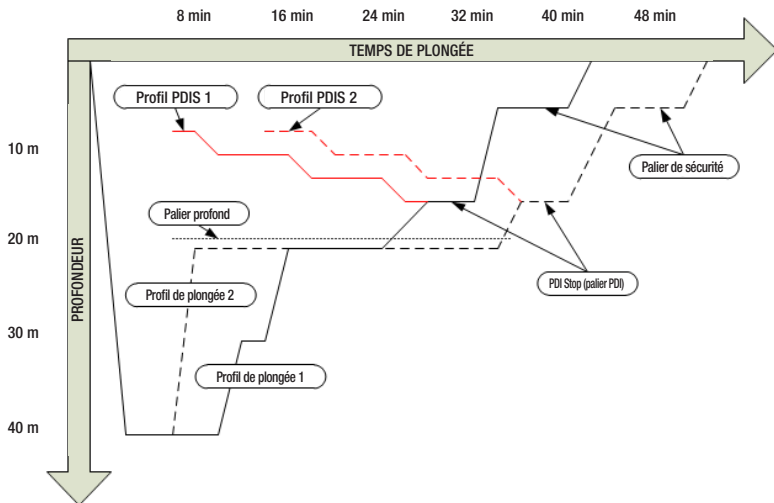 8 min 16 min 24 min 32 min 40 min 48 min
TEMPS DE PLONGÉE
Profil PDIS 1
Profil PDIS 2
10 m
Palier de sécurité
Palier profond
20 m
PROFONDEUR
PDI Stop (palier PDI)
Profil de plongée 2
30 m
Profil de plongée 1
40 m